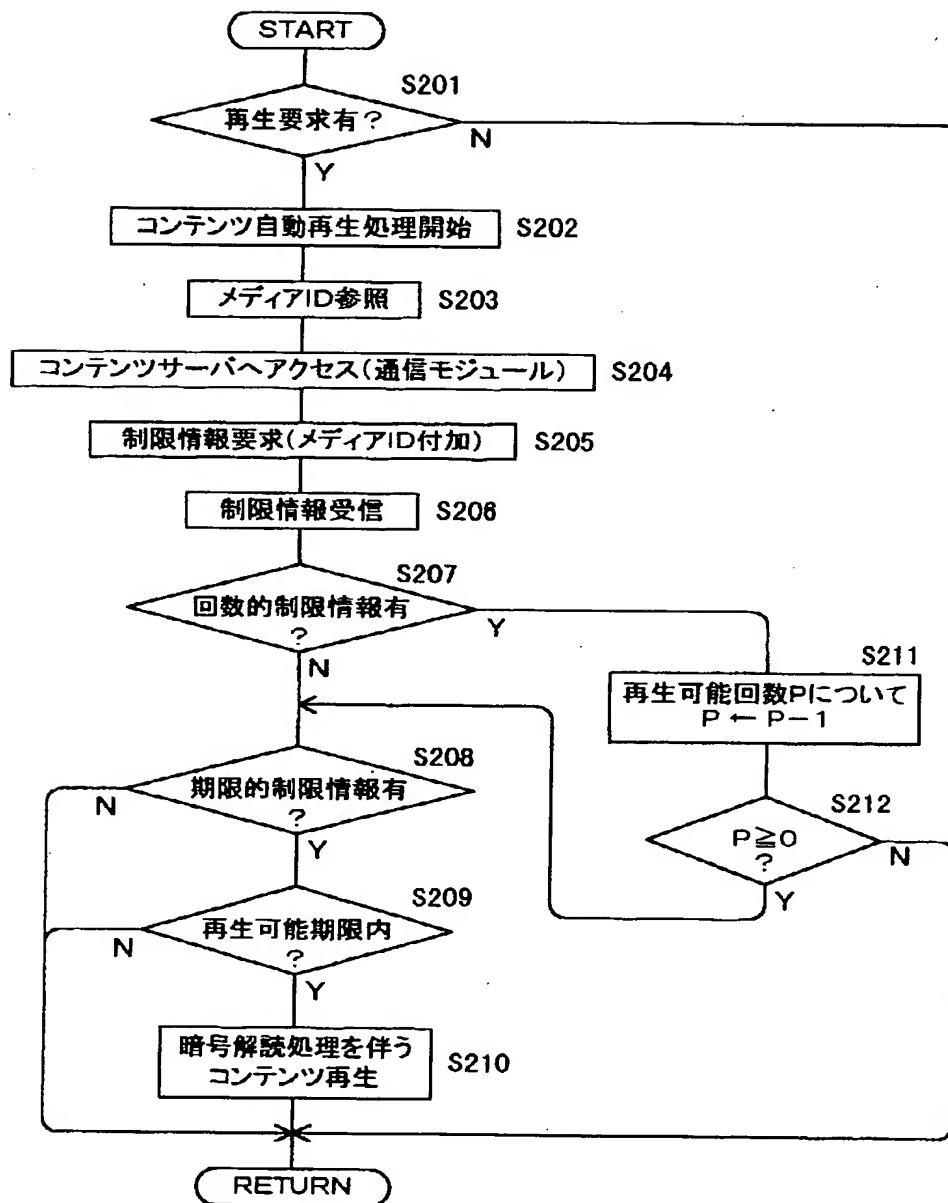 START
S201
再生要求有?
N
Y
コンテンツ自動再生処理開始
S202
メディアID参照
S203
コンテンツサーバへアクセス(通信モジュール)
S204
制限情報要求(メディアID付加)
S205
制限情報受信
S206
S207
回数的制限情報有
?
Y
N
S211
再生可能回数Pについて
P ← P-1
S208
期限的制限情報有
?
N
Y
S212
P≧0
?
N
Y
S209
再生可能期限内
?
N
Y
暗号解読処理を伴う
コンテンツ再生
S210
RETURN